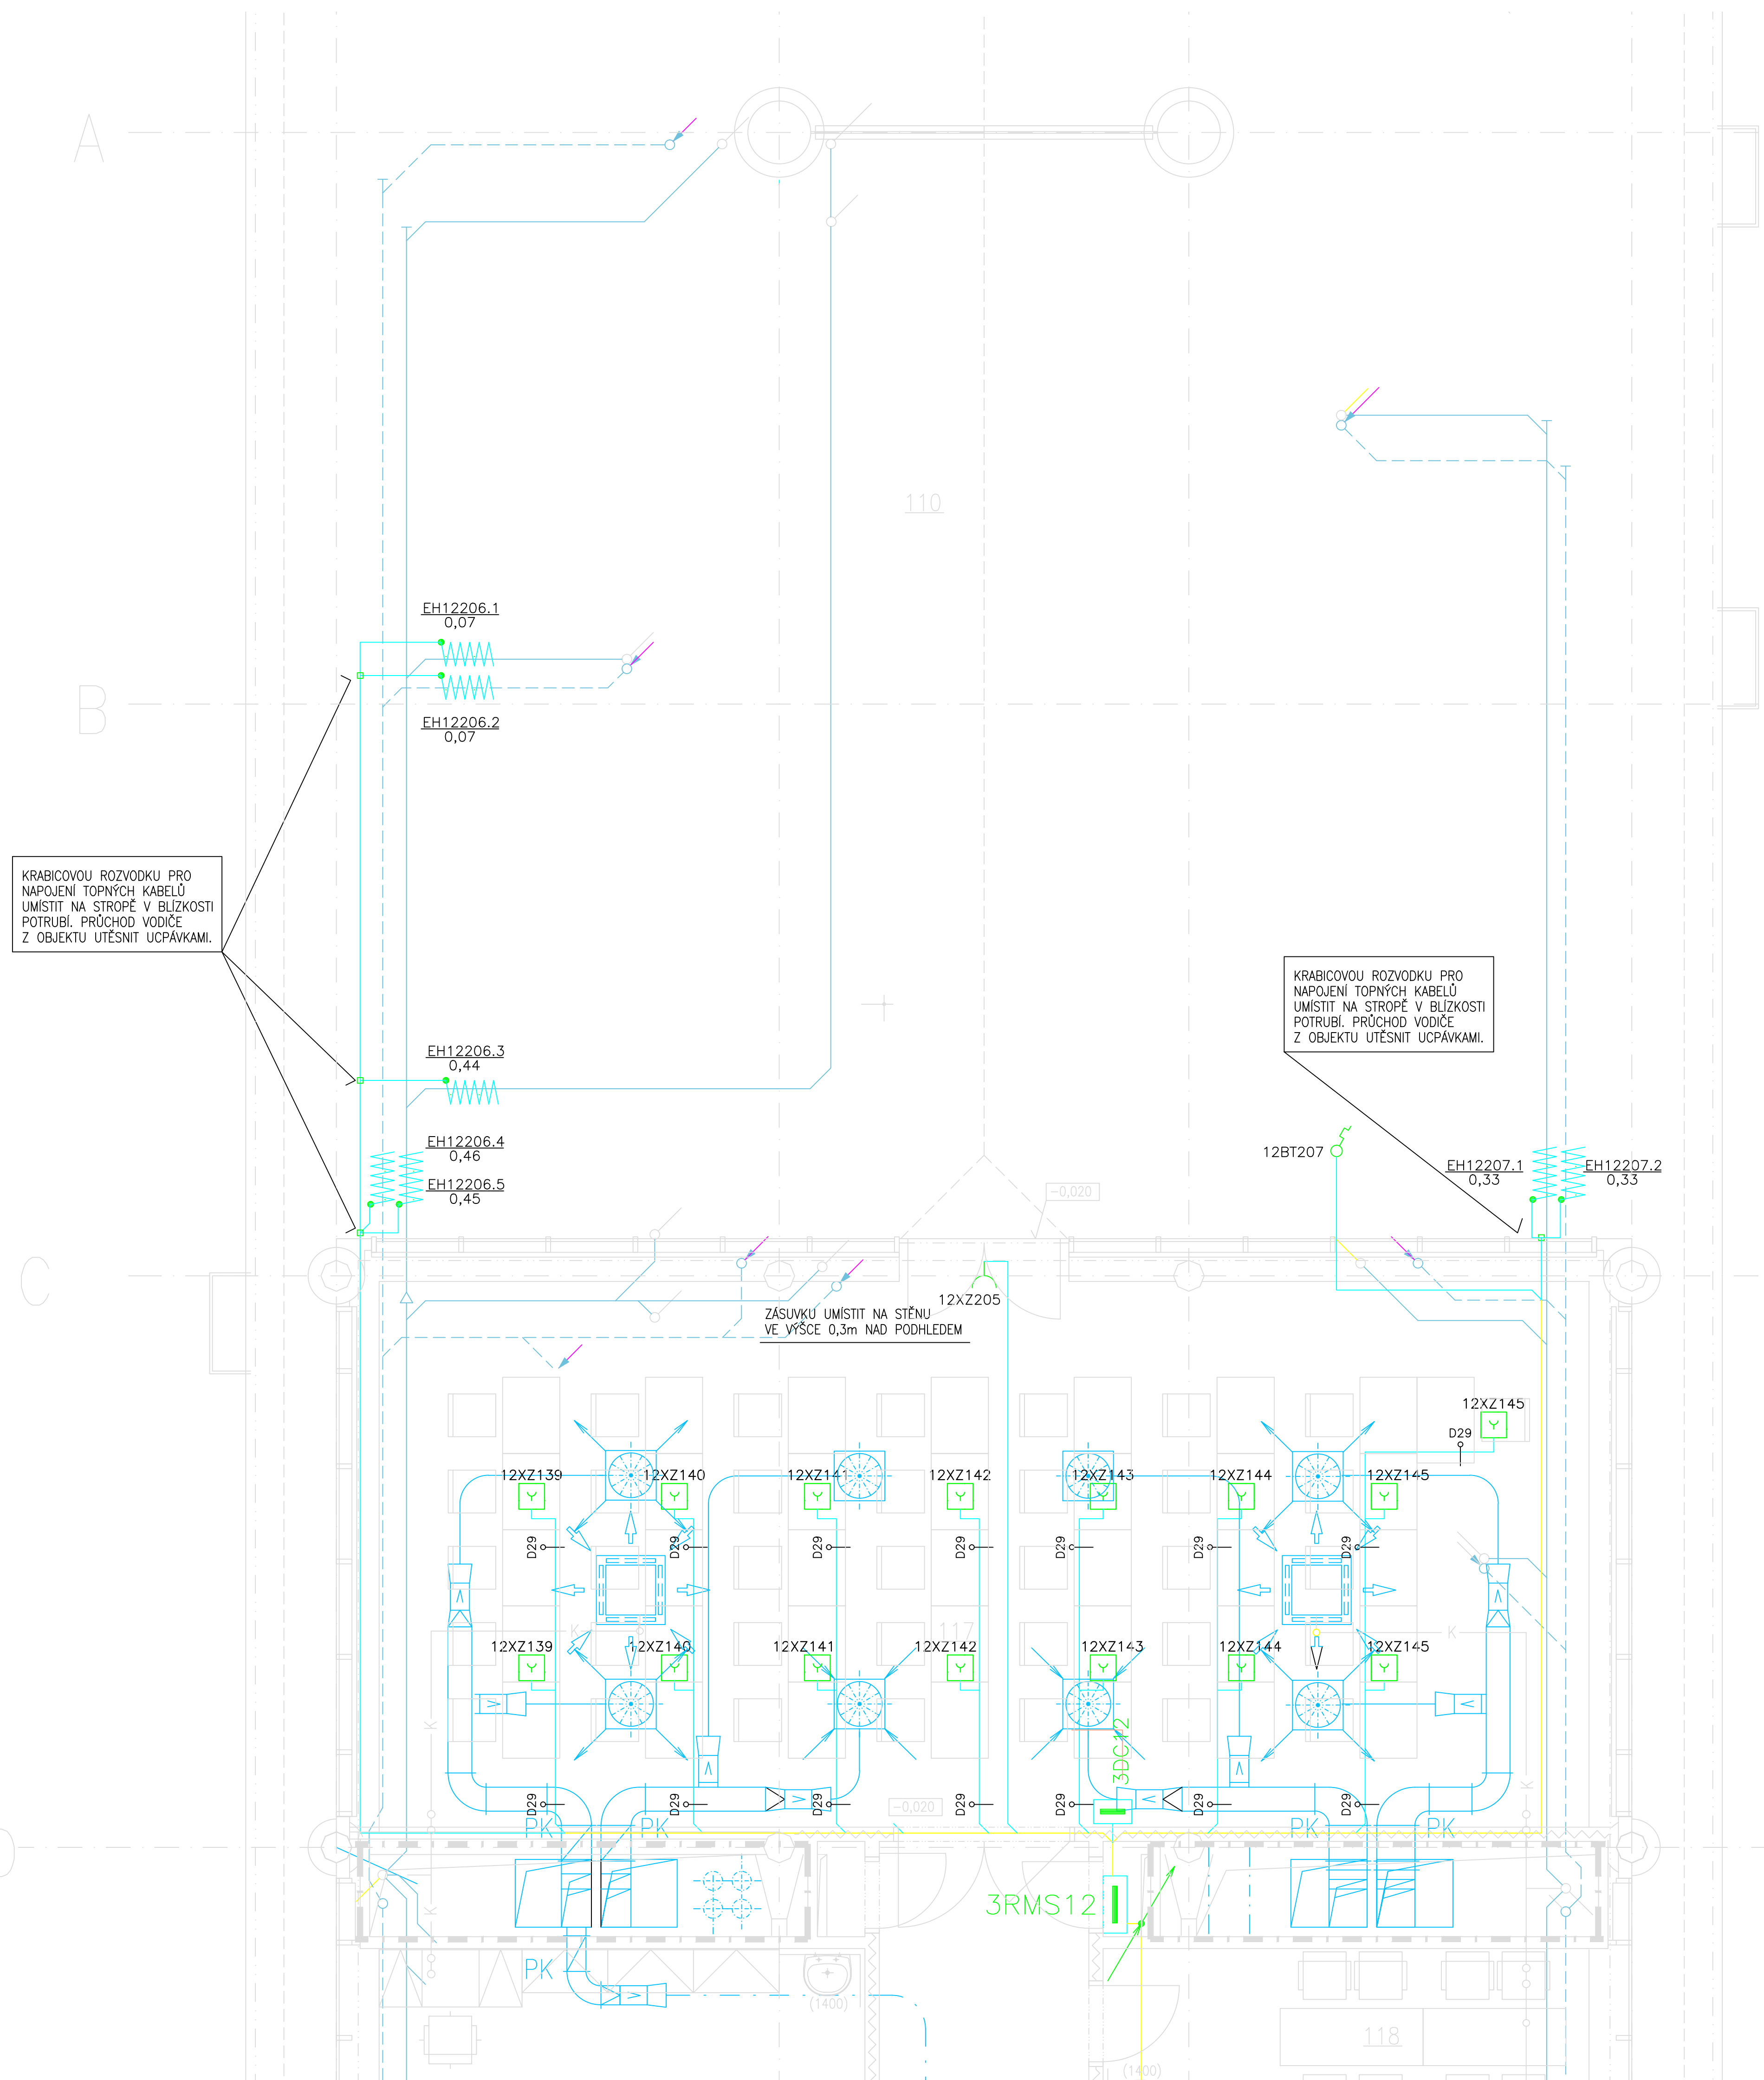 A
110
EH12206.1
0,07
B
EH12206.2
0,07
KRABICOVOU ROZVODKU PRO
NAPOJENÍ TOPNÝCH KABELŮ
UMÍSTIT NA STROPĚ V BLÍZKOSTI
POTRUBÍ. PRŮCHOD VODIČE
Z OBJEKTU UTĚSNIT UCPÁVKAMI.
KRABICOVOU ROZVODKU PRO
NAPOJENÍ TOPNÝCH KABELŮ
UMÍSTIT NA STROPĚ V BLÍZKOSTI
POTRUBÍ. PRŮCHOD VODIČE
Z OBJEKTU UTĚSNIT UCPÁVKAMI.
EH12206.3
0,44
EH12206.4
0,46
EH12206.5
0,45
12BT207
EH12207.1
0,33
EH12207.2
0,33
-0,020
C
12XZ205
ZÁSUVKU UMÍSTIT NA STĚNU
VE VÝŠCE 0,3m NAD PODHLEDEM
12XZ145
D29
12XZ139
12XZ140
12XZ141
12XZ142
12XZ143
12XZ144
12XZ145
D29
D29
D29
D29
D29
D29
D29
K
117
K
12XZ139
12XZ140
12XZ141
12XZ142
12XZ143
12XZ144
12XZ145
K
3DC12
K
D29
D29
D29
D29
D29
D29
D29
-0,020
PK
PK
PK
PK
K
3RMS12
PK
(1400)
118
(1400)